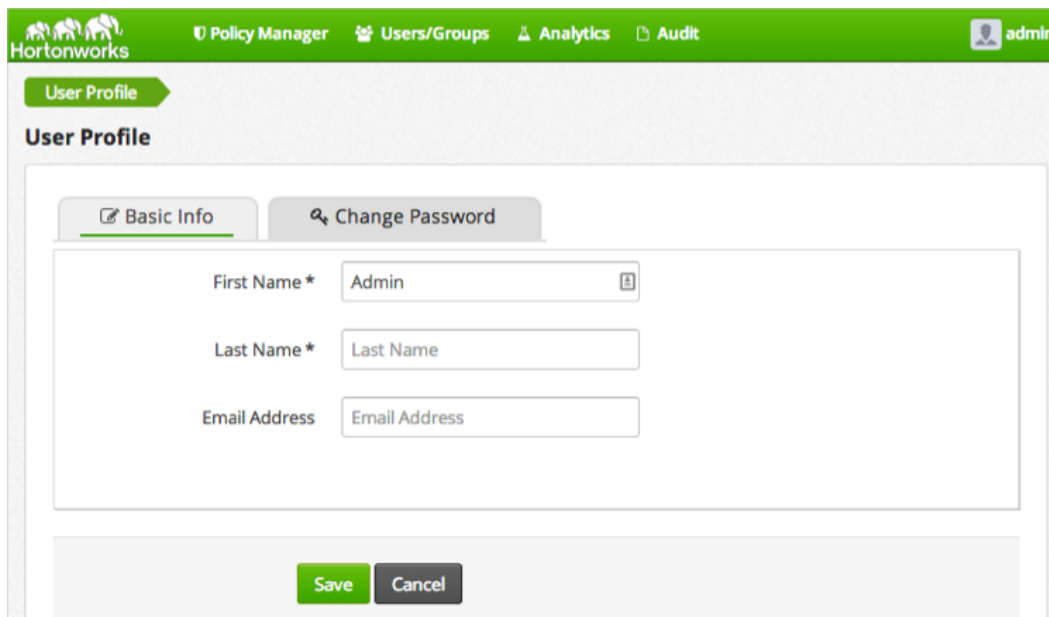 Hortonworks Policy Manager Users/Groups Analytics Audit admin
User Profile
User Profile
Basic Info Change Password
First Name * Admin
Last Name * Last Name
Email Address Email Address
Save Cancel